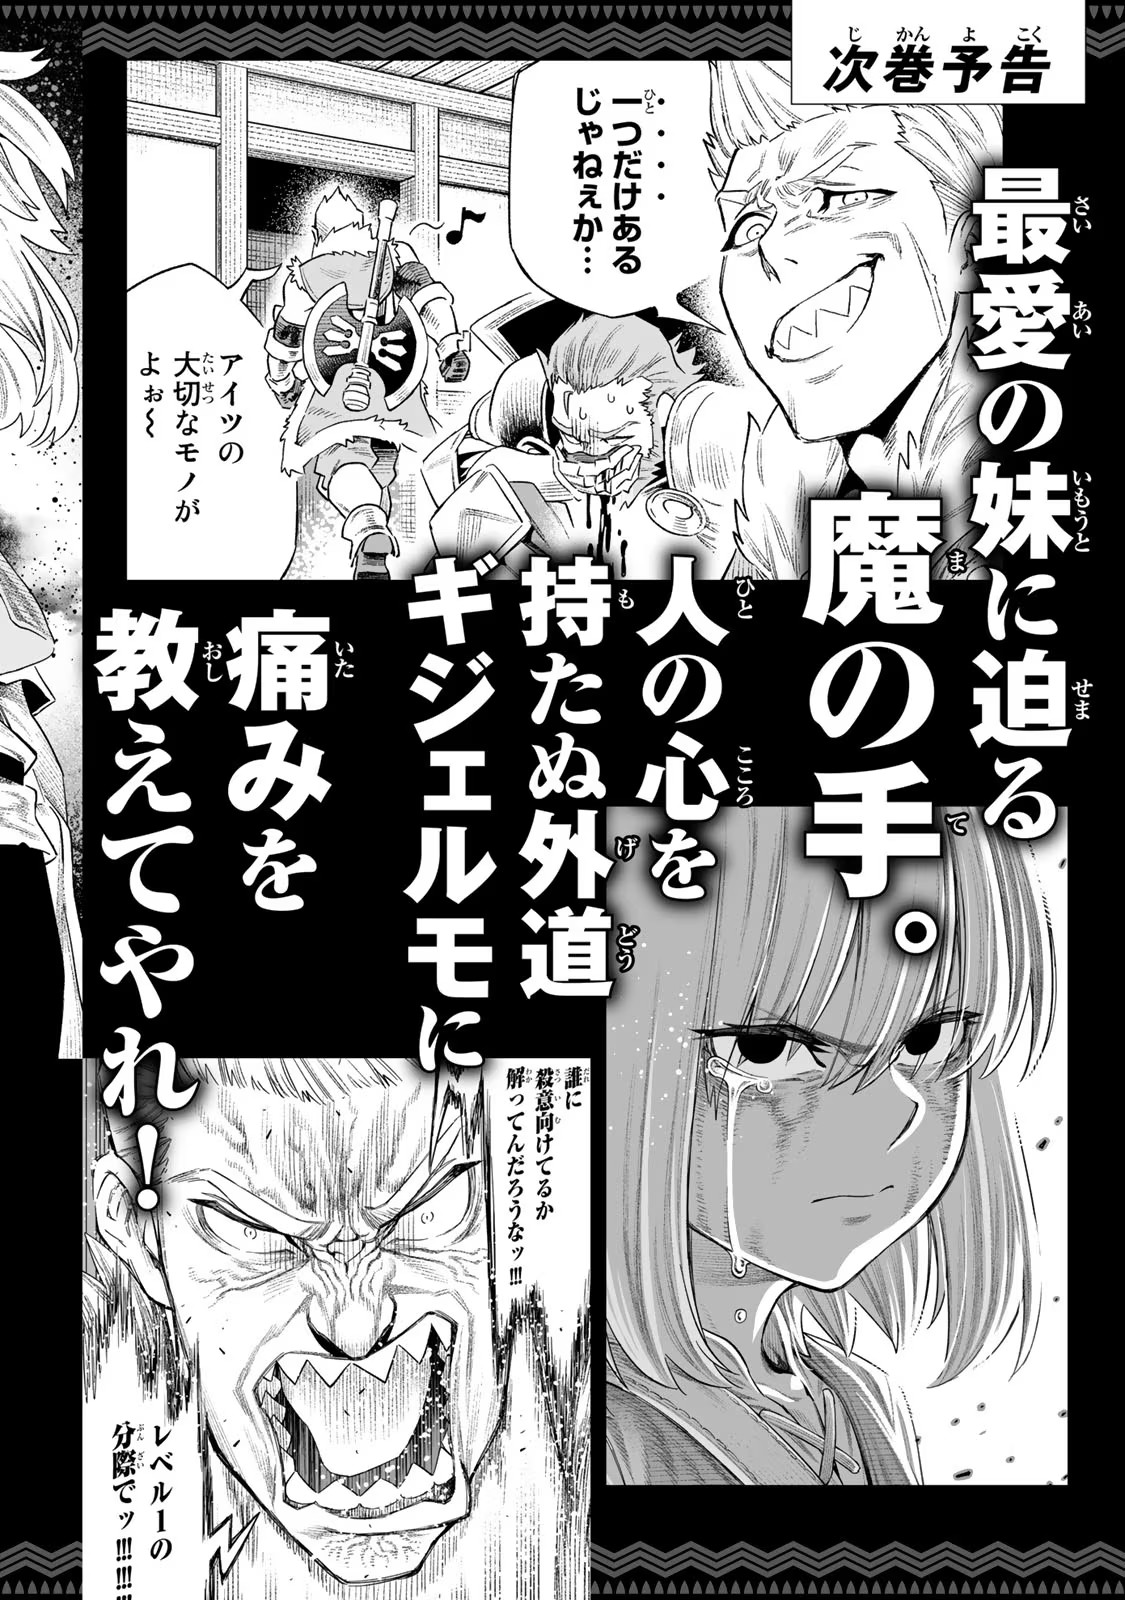 次巻予告
一つだけある
じゃねぇか…
アイツの
大切なモノが
よぉ〜
最愛の妹に迫る
魔の手。
人の心を
持たぬ外道
ギジェルモに
痛みを
教えてやれ!
誰に
殺意向けてるか
解ってんだろうなッ!!!
レベル1の
分際でッ!!!!!